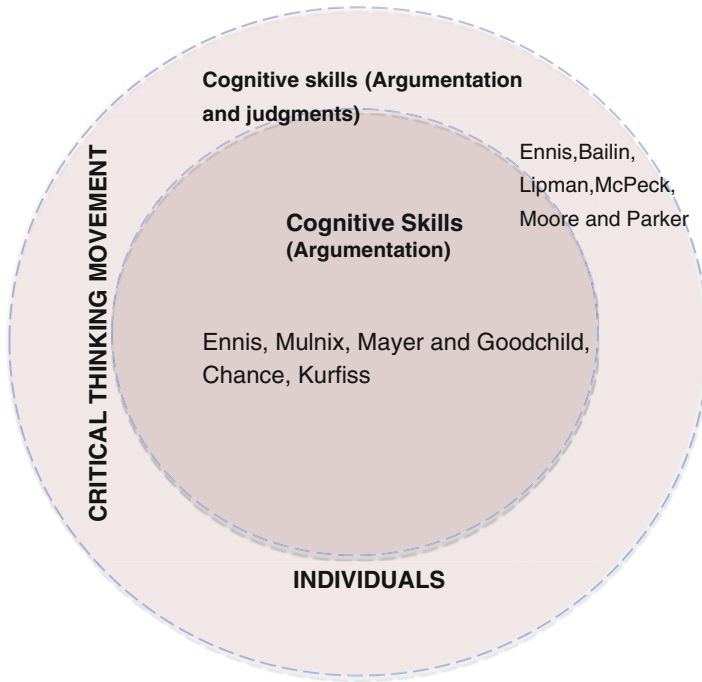 Cognitive skills (Argumentation
and judgments)
Ennis,Bailin,
Lipman,McPeck,
Moore and Parker
CRITICAL THINKING MOVEMENT
Cognitive Skills
(Argumentation)
Ennis, Mulnix, Mayer and Goodchild,
Chance, Kurfiss
INDIVIDUALS